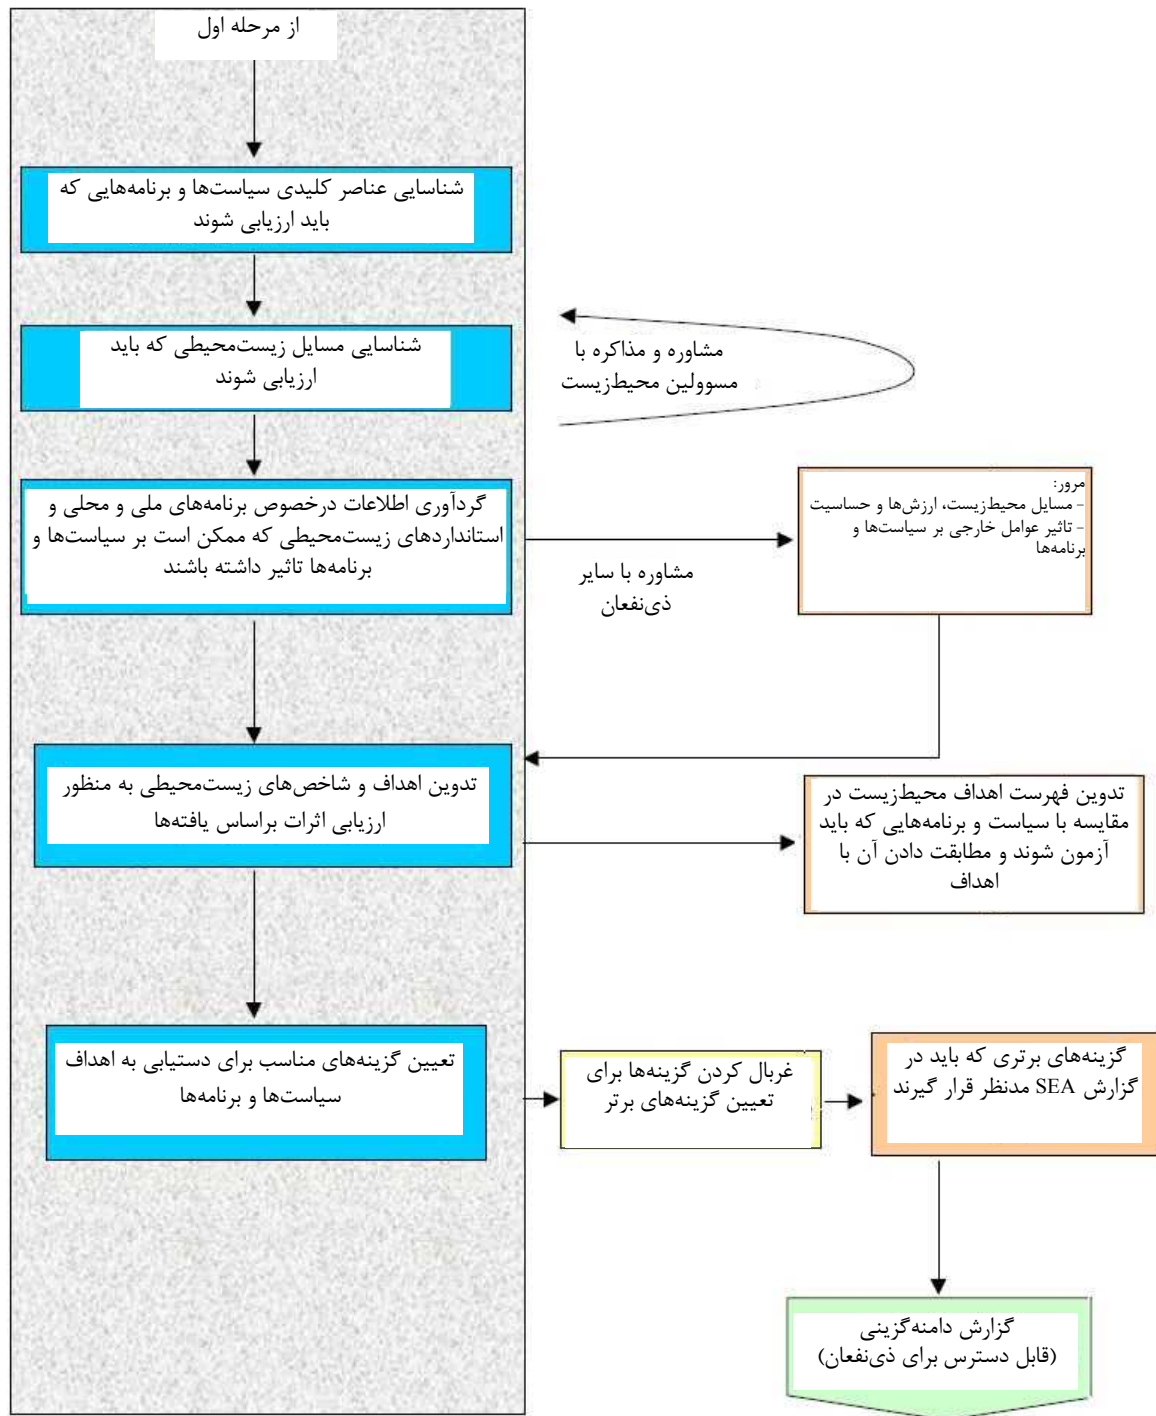 از مرحله اول
شناسایی عناصر کلیدی سیاست‌ها و برنامه‌هایی که
باید ارزیابی شوند
شناسایی مسایل زیست‌محیطی که باید
ارزیابی شوند
مشاوره و مذاکره با
مسوولین محیط‌زیست
گردآوری اطلاعات درخصوص برنامه‌های ملی و محلی و
استانداردهای زیست‌محیطی که ممکن است بر سیاست‌ها و
برنامه‌ها تاثیر داشته باشند
مشاوره با سایر
ذی‌نفعان
مرور:
- مسایل محیط‌زیست، ارزش‌ها و حساسیت
- تاثیر عوامل خارجی بر سیاست‌ها و
برنامه‌ها
تدوین اهداف و شاخص‌های زیست‌محیطی به منظور
ارزیابی اثرات براساس یافته‌ها
تدوین فهرست اهداف محیط‌زیست در
مقایسه با سیاست و برنامه‌هایی که باید
آزمون شوند و مطابقت دادن آن با
اهداف
تعیین گزینه‌های مناسب برای دستیابی به اهداف
سیاست‌ها و برنامه‌ها
غربال کردن گزینه‌ها برای
تعیین گزینه‌های برتر
گزینه‌های برتری که باید در
گزارش SEA مدنظر قرار گیرند
گزارش دامنه‌گزینی
(قابل دسترس برای ذی‌نفعان)